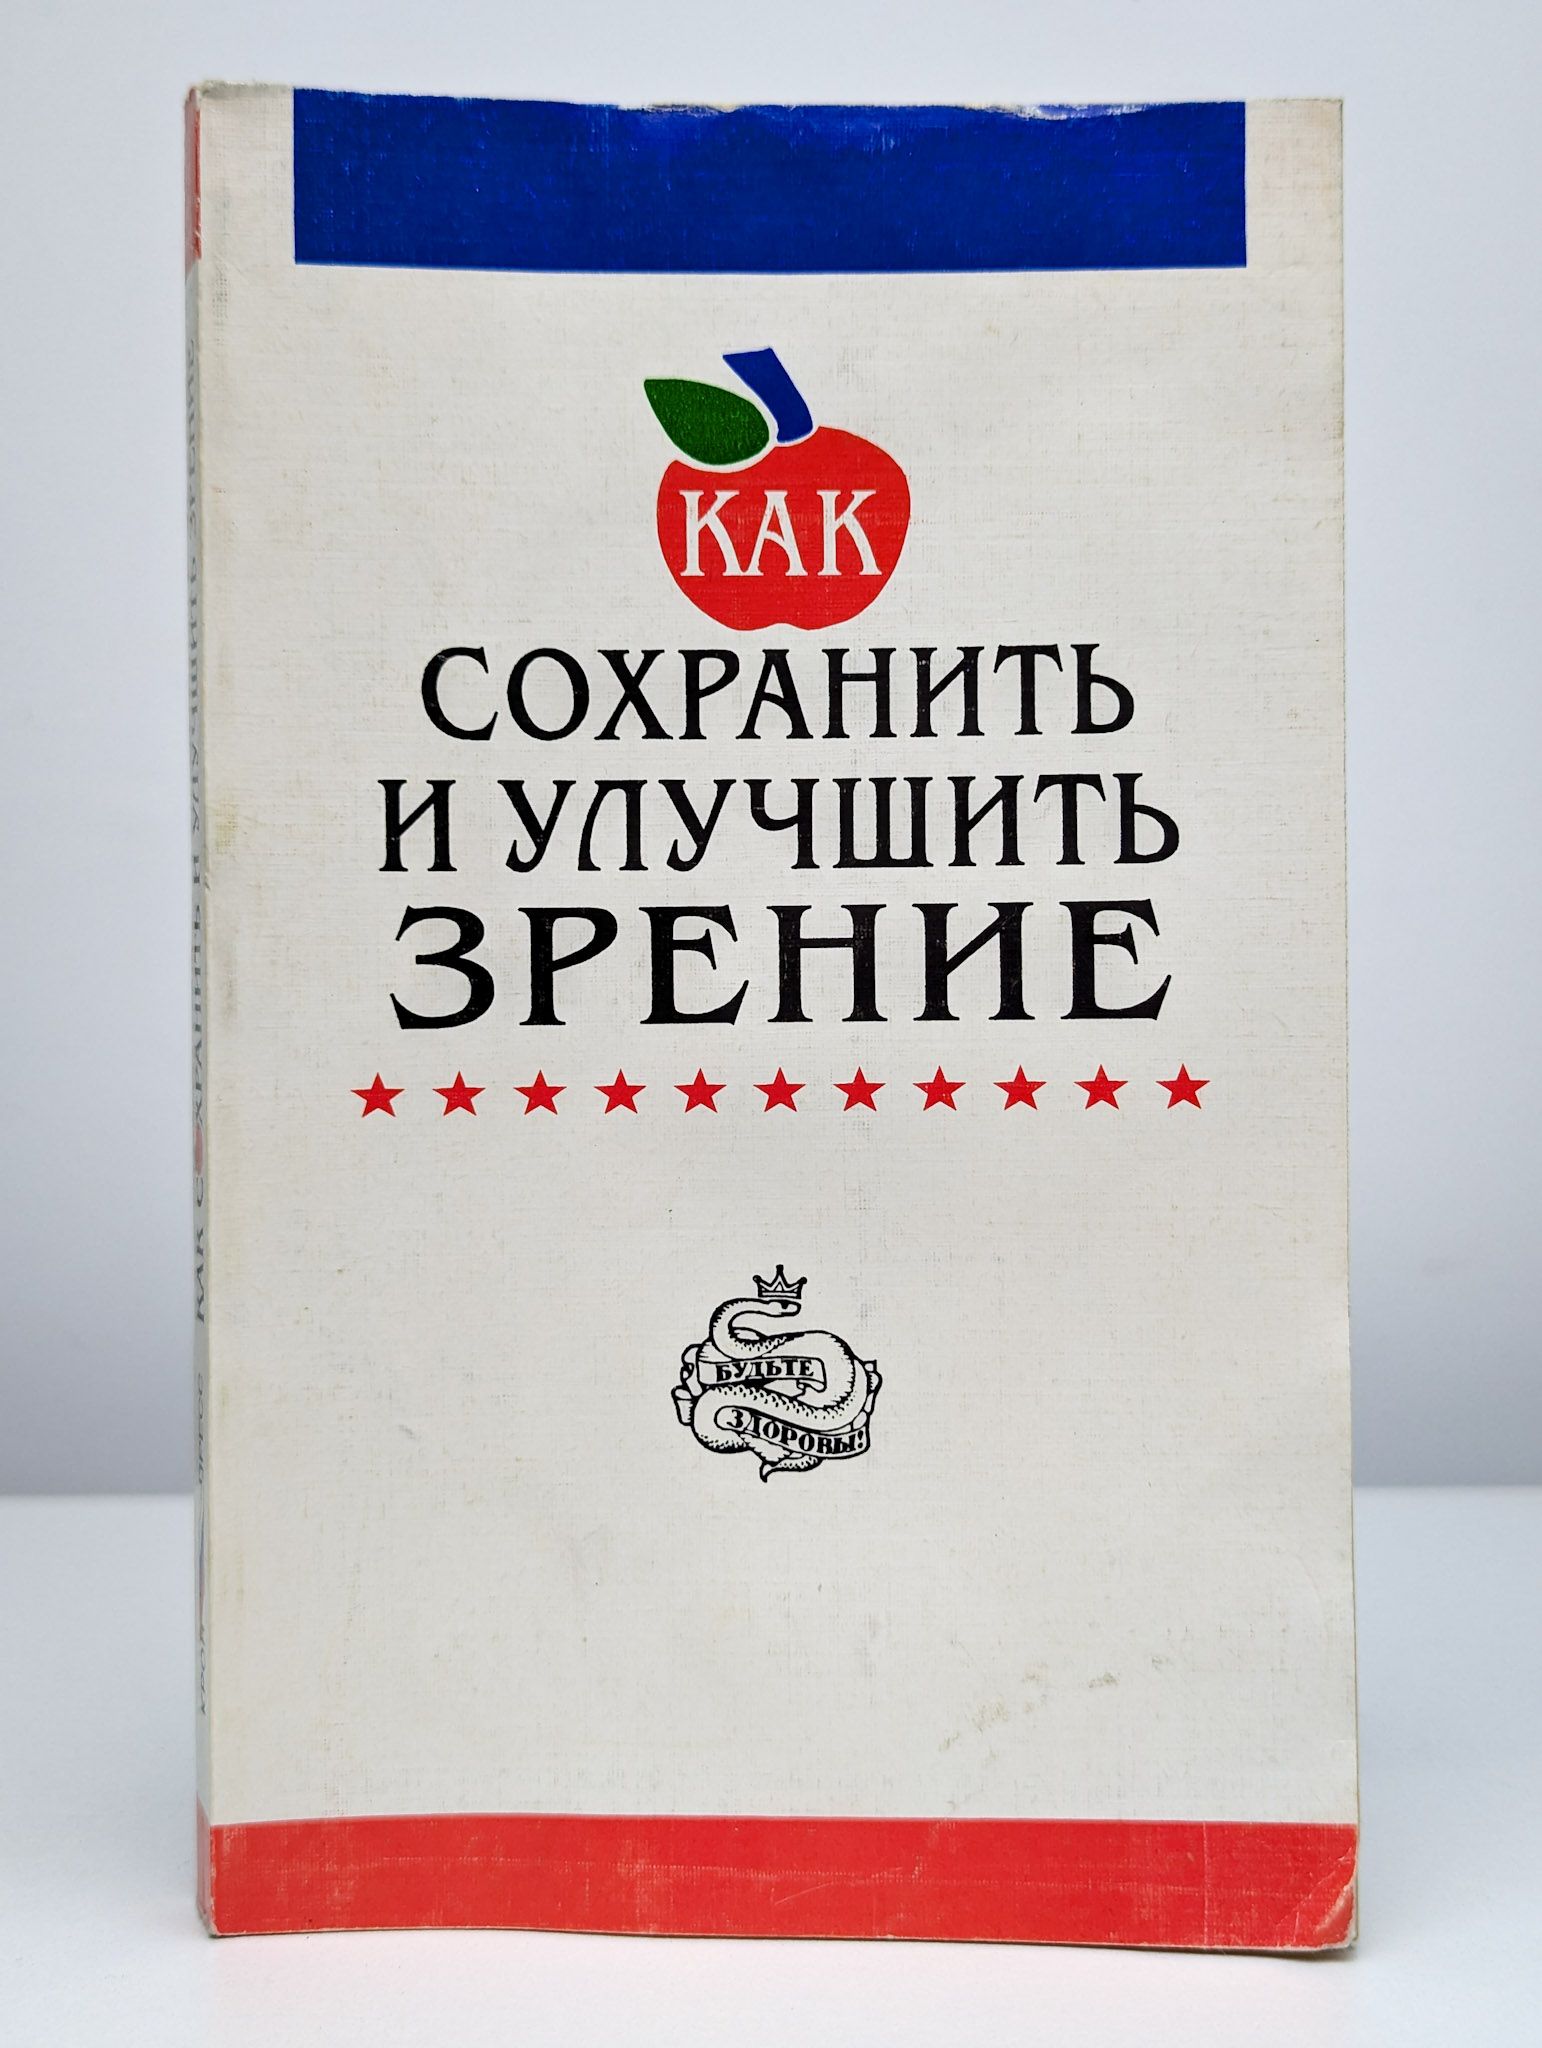 КАК
СОХРАНИТЬ
И УЛУЧШИТЬ
ЗРЕНИЕ
БУДЬТЕ
ЗДОРОВЫ!
КАК СОХРАНИТЬ И УЛУЧШИТЬ ЗРЕНИЕ